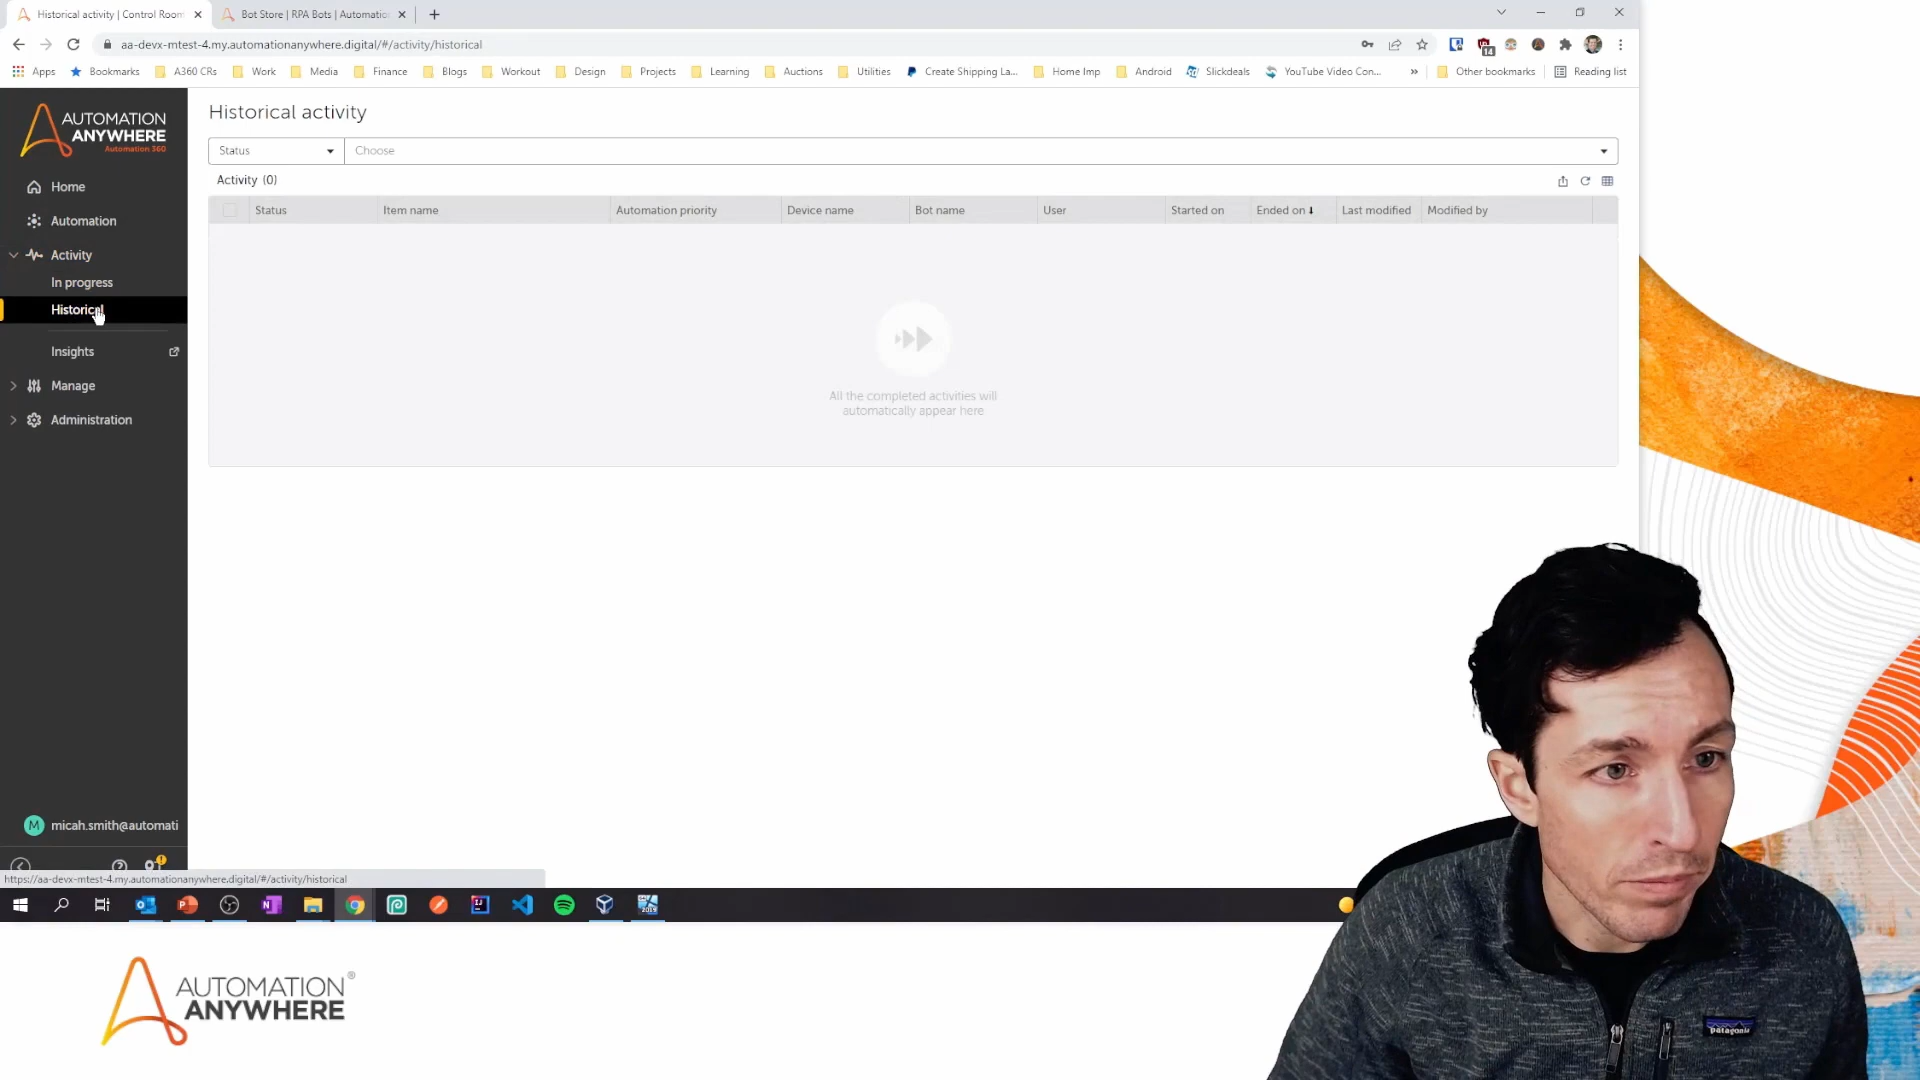 Historical activity | Control Room
Bot Store | RPA Bots | Automatio
aa-devx-mtest-4.my.automationanywhere.digital/#/activity/historical
14
Apps
Bookmarks
A360 CRs
Work
Media
Finance
Blogs
Workout
Design
Projects
Learning
Auctions
Utilities
Create Shipping La...
Home Imp
Android
Slickdeals
YouTube Video Con...
»
Other bookmarks
Reading list
AUTOMATION
ANYWHERE
Automation 360
Home
Automation
Activity
In progress
Historical
Insights
Manage
Administration
M
micah.smith@automati
Historical activity
Status
Choose
Activity (0)
Status
Item name
Automation priority
Device name
Bot name
User
Started on
Ended on
Last modified
Modified by
All the completed activities will
automatically appear here
https://aa-devx-mtest-4.my.automationanywhere.digital/#/activity/historical
2019
AUTOMATION®
ANYWHERE
patagonia